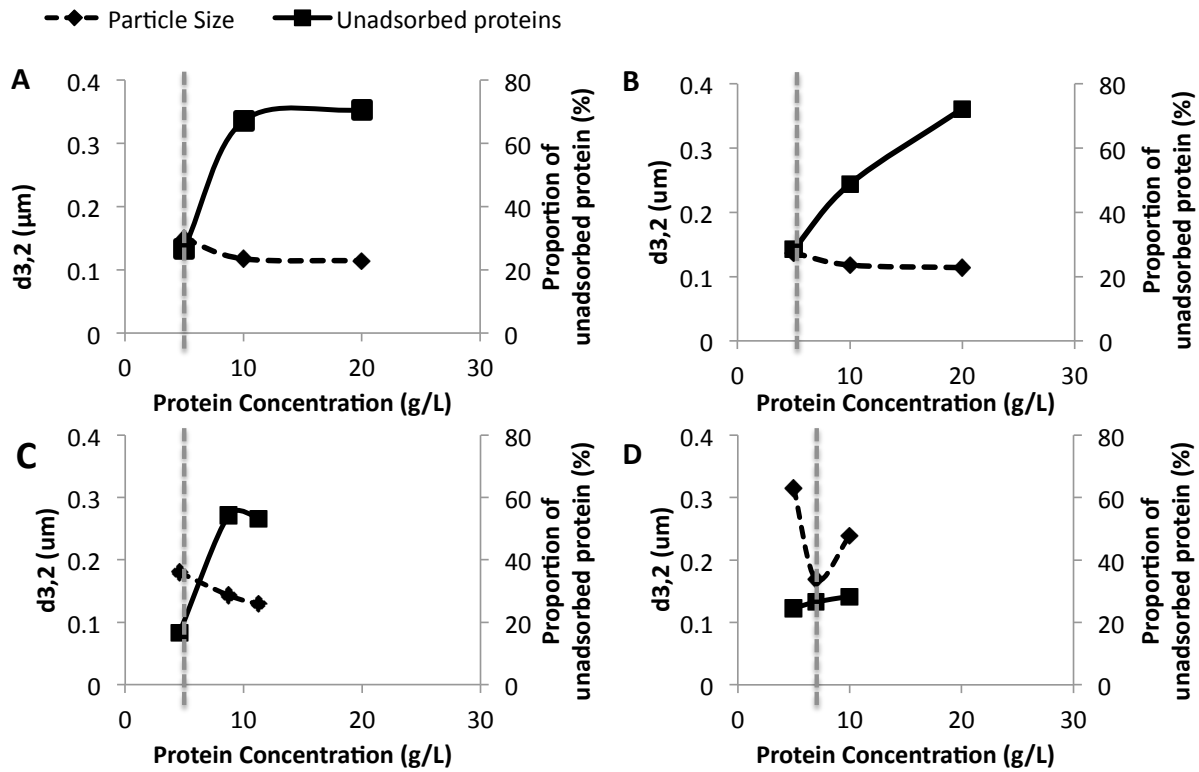 Particle Size
Unadsorbed proteins
A
0.4
0.3
0.2
0.1
0
d3,2 (μm)
80
60
40
20
0
Proportion of
unadsorbed protein (%)
0 10 20 30
Protein Concentration (g/L)
B
0.4
0.3
0.2
0.1
0
d3,2 (um)
80
60
40
20
0
Proportion of
unadsorbed protein (%)
0 10 20 30
Protein Concentration (g/L)
C
0.4
0.3
0.2
0.1
0
d3,2 (um)
80
60
40
20
0
Proportion of
unadsorbed protein (%)
0 10 20 30
Protein Concentration (g/L)
D
0.4
0.3
0.2
0.1
0
d3,2 (um)
80
60
40
20
0
Proportion of
unadsorbed protein (%)
0 10 20 30
Protein Concentration (g/L)